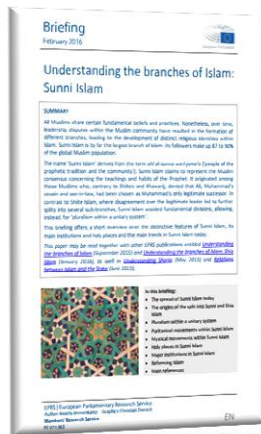 Briefing
February 2016
Understanding the branches of Islam:
Sunni Islam
SUMMARY
All Muslims share certain fundamental beliefs and practices. Nonetheless, over time,
leadership disputes within the Muslim community have resulted in the formation of
different branches, leading to the development of distinct religious identities within
Islam. Sunni Islam is by far the largest branch of Islam: its followers make up 87 to 90%
of the global Muslim population.
The name 'Sunni Islam' derives from the term
prophetic tradition and the community). Sunni Islam claims to represent the Muslim
consensus concerning the teachings and habits of the Prophet. It originated among
those Muslims who, contrary to Shiites and Kharijis, denied that Ali, Muhammad's
cousin and son-in-law, had been chosen as Muhammad's only legitimate successor. In
contrast to Shiite Islam, where disagreement over the legitimate leader led to further
splits into several sub-branches, Sunni Islam avoided fundamental divisions, allowing,
instead, for 'pluralism within a unitary system'.
This briefing offers a short overview over the distinctive features of Sunni Islam, its
main institutions and holy places and the main trends in Sunni Islam today.
This paper may be read together with other EPRS publications entitled Understanding
the branches of Islam (September 2015) and Understanding the branches of Islam: Shia
Islam (January 2016), as well as Understanding Sharia (May 2015) and Relations
between Islam and the State (June 2015).
In this briefing:
The spread of Sunni Islam today
The origins of the split into Sunni and Shia
Islam
Pluralism within a unitary system
Puritanical movements within Sunni Islam
Mystical movements within Sunni Islam
Holy places in Sunni Islam
Major institutions in Sunni Islam
Reforming Islam
Main references
EPRS | European Parliamentary Research Service
Members' Research Service
EN